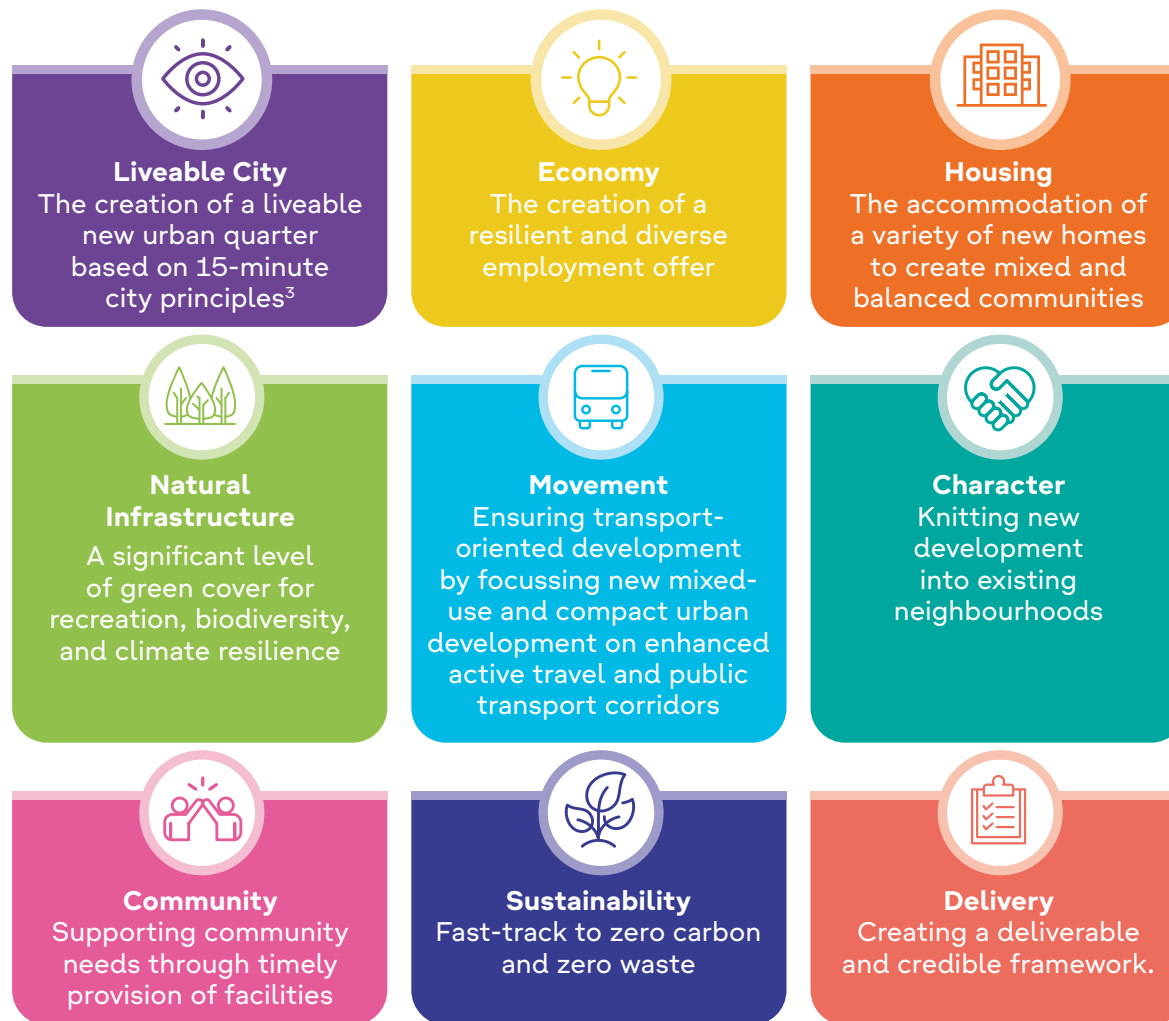 Liveable City
The creation of a liveable
new urban quarter
based on 15-minute
city principles³
Economy
The creation of a
resilient and diverse
employment offer
Housing
The accommodation of
a variety of new homes
to create mixed and
balanced communities
Natural
Infrastructure
A significant level
of green cover for
recreation, biodiversity,
and climate resilience
Movement
Ensuring transport-
oriented development
by focussing new mixed-
use and compact urban
development on enhanced
active travel and public
transport corridors
Character
Knitting new
development
into existing
neighbourhoods
Community
Supporting community
needs through timely
provision of facilities
Sustainability
Fast-track to zero carbon
and zero waste
Delivery
Creating a deliverable
and credible framework.